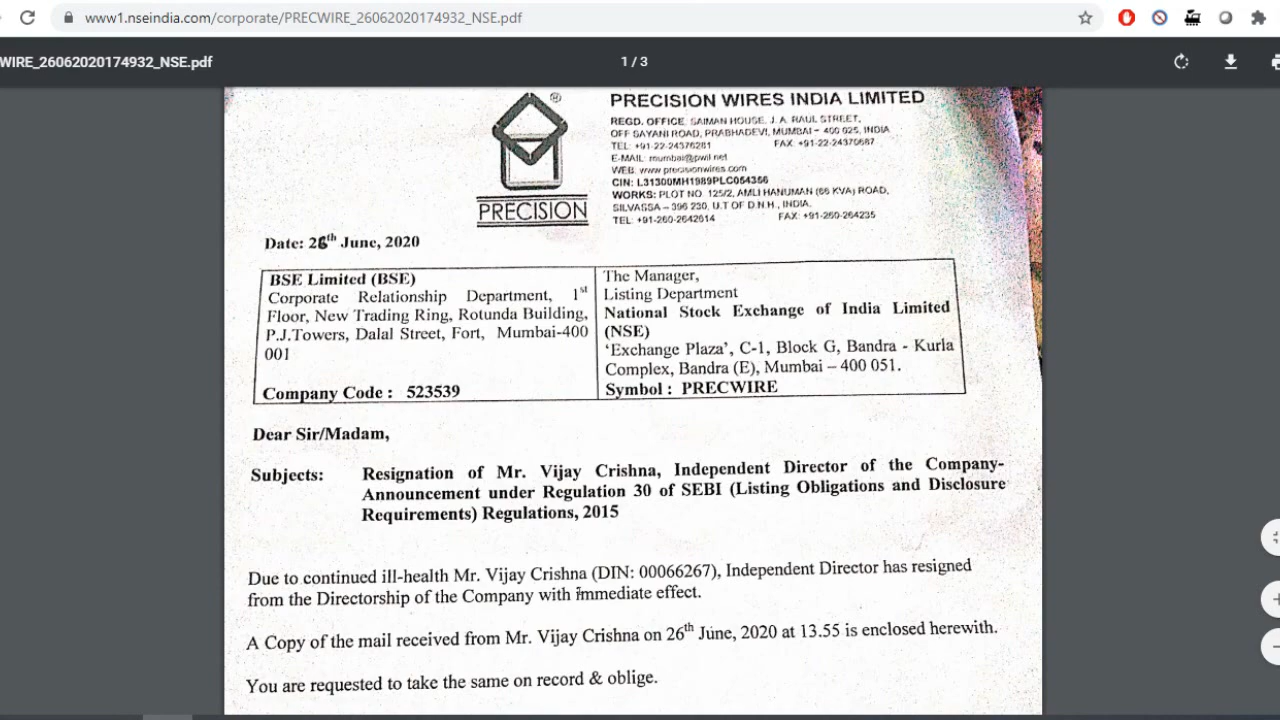 www1.nseindia.com/corporate/PRECWIRE_26062020174932_NSE.pdf
WIRE_26062020174932_NSE.pdf
1 / 3
PRECISION
PRECISION WIRES INDIA LIMITED
REGD. OFFICE. SAIMAN HOUSE, J. A. RAUL STREET,
OFF SAYANI ROAD, PRABHADEVI, MUMBAI – 400 025, INDIA
TEL: +91-22-24376281 FAX: +91-22-24370687
E-MAIL: mumbai@pwil.net
WEB: www.precisionwires.com
CIN: L31300MH1989PLC054356
WORKS: PLOT NO. 125/2, AMLI HANUMAN (66 KVA) ROAD,
SILVASSA – 396 230, U.T OF D.N.H., INDIA.
TEL: +91-260-2642614 FAX: +91-260-264235
Date: 26th June, 2020
BSE Limited (BSE)
Corporate Relationship Department, 1st
Floor, New Trading Ring, Rotunda Building,
P.J.Towers, Dalal Street, Fort, Mumbai-400
001
Company Code : 523539
The Manager,
Listing Department
National Stock Exchange of India Limited
(NSE)
‘Exchange Plaza’, C-1, Block G, Bandra - Kurla
Complex, Bandra (E), Mumbai – 400 051.
Symbol : PRECWIRE
Dear Sir/Madam,
Subjects: Resignation of Mr. Vijay Crishna, Independent Director of the Company-
Announcement under Regulation 30 of SEBI (Listing Obligations and Disclosure
Requirements) Regulations, 2015
Due to continued ill-health Mr. Vijay Crishna (DIN: 00066267), Independent Director has resigned
from the Directorship of the Company with immediate effect.
A Copy of the mail received from Mr. Vijay Crishna on 26th June, 2020 at 13.55 is enclosed herewith.
You are requested to take the same on record & oblige.